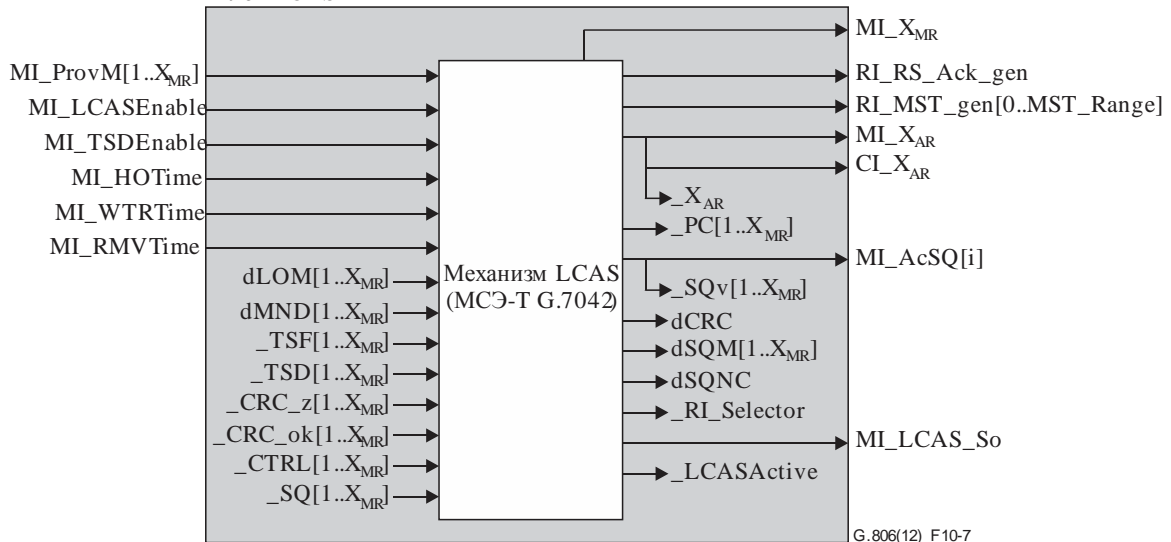 MI_X_MR
MI_ProvM[1..X_MR]
MI_LCASEnable
MI_TSDEnable
MI_HOTime
MI_WTRTime
MI_RMVTime
dLOM[1..X_MR]
dMND[1..X_MR]
_TSF[1..X_MR]
_TSD[1..X_MR]
_CRC_z[1..X_MR]
_CRC_ok[1..X_MR]
_CTRL[1..X_MR]
_SQ[1..X_MR]
Механизм LCAS
(МСЭ-Т G.7042)
RI_RS_Ack_gen
RI_MST_gen[0..MST_Range]
MI_X_AR
CI_X_AR
_X_AR
_PC[1..X_MR]
MI_AcSQ[i]
_SQv[1..X_MR]
dCRC
dSQM[1..X_MR]
dSQNC
_RI_Selector
MI_LCAS_So
_LCASActive
G.806(12)_F10-7